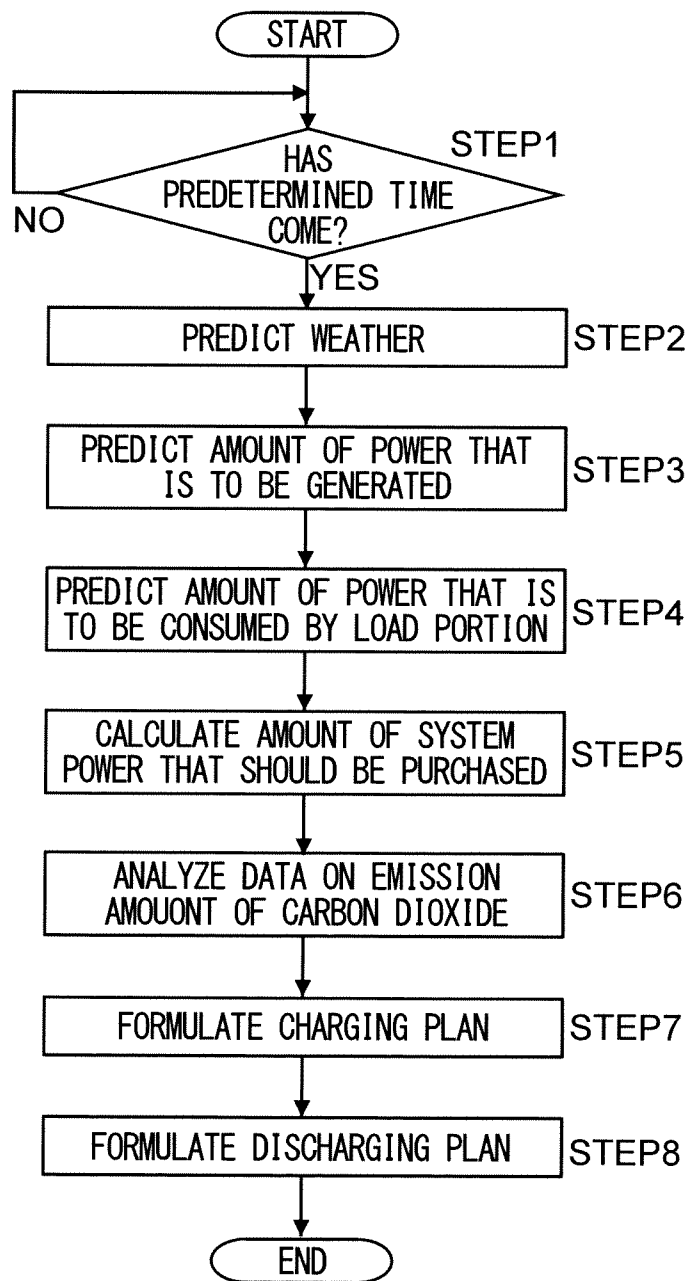 START
STEP1
HAS
PREDETERMINED TIME
COME?
NO
YES
PREDICT WEATHER
STEP2
PREDICT AMOUNT OF POWER THAT
IS TO BE GENERATED
STEP3
PREDICT AMOUNT OF POWER THAT IS
TO BE CONSUMED BY LOAD PORTION
STEP4
CALCULATE AMOUNT OF SYSTEM
POWER THAT SHOULD BE PURCHASED
STEP5
ANALYZE DATA ON EMISSION
AMOUONT OF CARBON DIOXIDE
STEP6
FORMULATE CHARGING PLAN
STEP7
FORMULATE DISCHARGING PLAN
STEP8
END